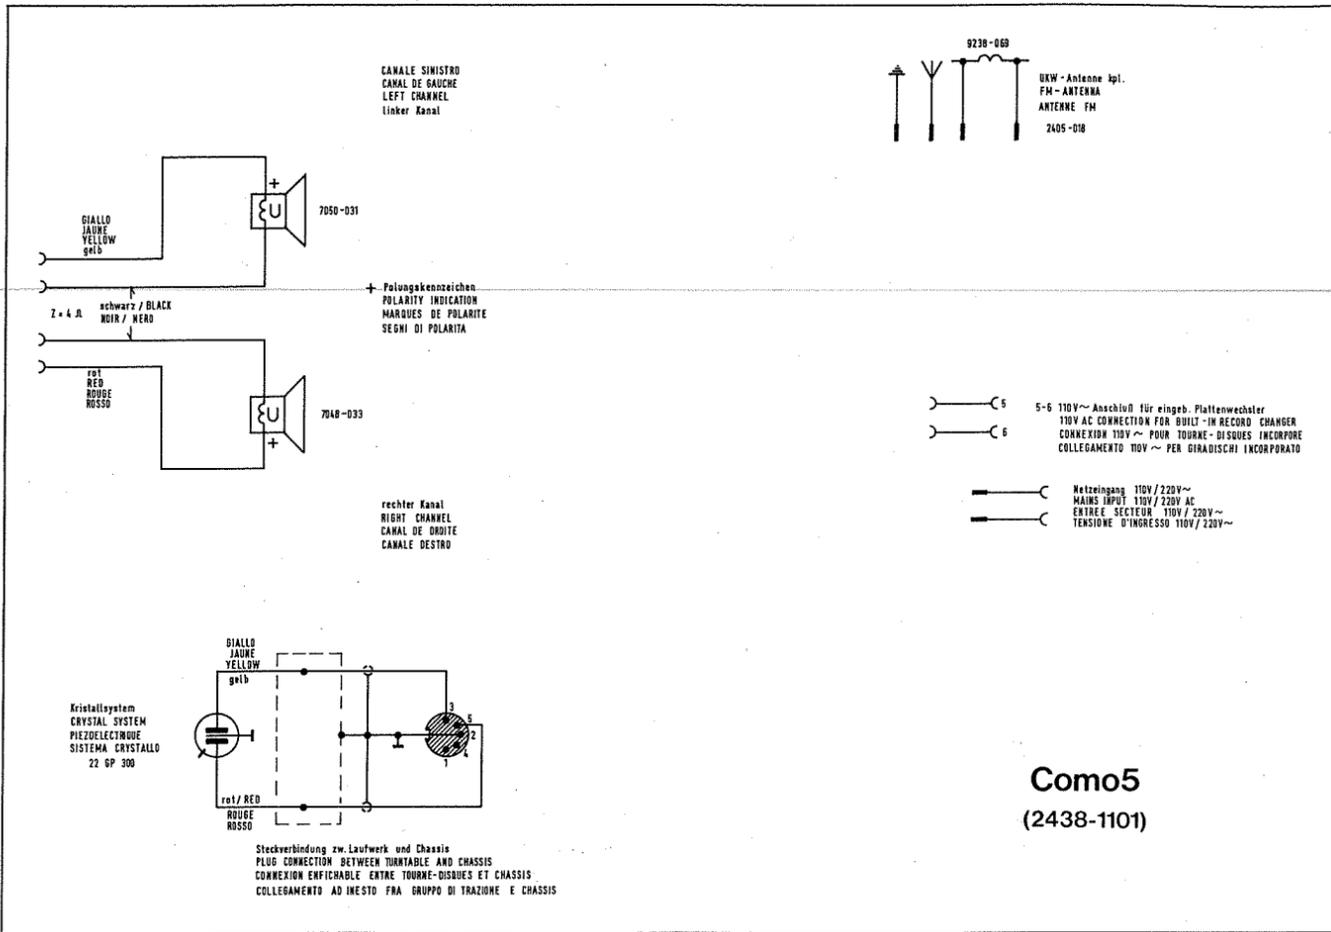 CANALE SINISTRO
CANAL DE GAUCHE
LEFT CHANNEL
linker Kanal
9238-069
UKW-Antenne kpl.
FM-ANTENNA
ANTENNE FM
2405-018
+
7050-031
GIALLO
JAUNE
YELLOW
gelb
U
Z=4 Ω
schwarz / BLACK
NOIR / NERO
+ Polungskennzeichen
POLARITY INDICATION
MARQUES DE POLARITE
SEGNI DI POLARITA
rot
RED
ROUGE
ROSSO
U
7048-033
+
5
6
5-6 110V~ Anschluß für eingeb. Plattenwechsler
110V AC CONNECTION FOR BUILT-IN RECORD CHANGER
CONNEXION 110V ~ POUR TOURNE-DISQUES INCORPORE
COLLEGAMENTO 110V ~ PER GIRADISCHI INCORPORATO
Netzeingang 110V/220V~
MAINS INPUT 110V/220V AC
ENTREE SECTEUR 110V/220V~
TENSIONE D'INGRESSO 110V/220V~
rechter Kanal
RIGHT CHANNEL
CANAL DE DROITE
CANALE DESTRO
GIALLO
JAUNE
YELLOW
gelb
Kristallsystem
CRYSTAL SYSTEM
PIEZOELECTRIQUE
SISTEMA CRYSTALLO
22 GP 300
3
5
2
4
1
rot/RED
ROUGE
ROSSO
Steckverbindung zw. Laufwerk und Chassis
PLUG CONNECTION BETWEEN TURNTABLE AND CHASSIS
CONNEXION ENFICHABLE ENTRE TOURNE-DISQUES ET CHASSIS
COLLEGAMENTO AD INESTO FRA GRUPPO DI TRAZIONE E CHASSIS
Como5
(2438-1101)